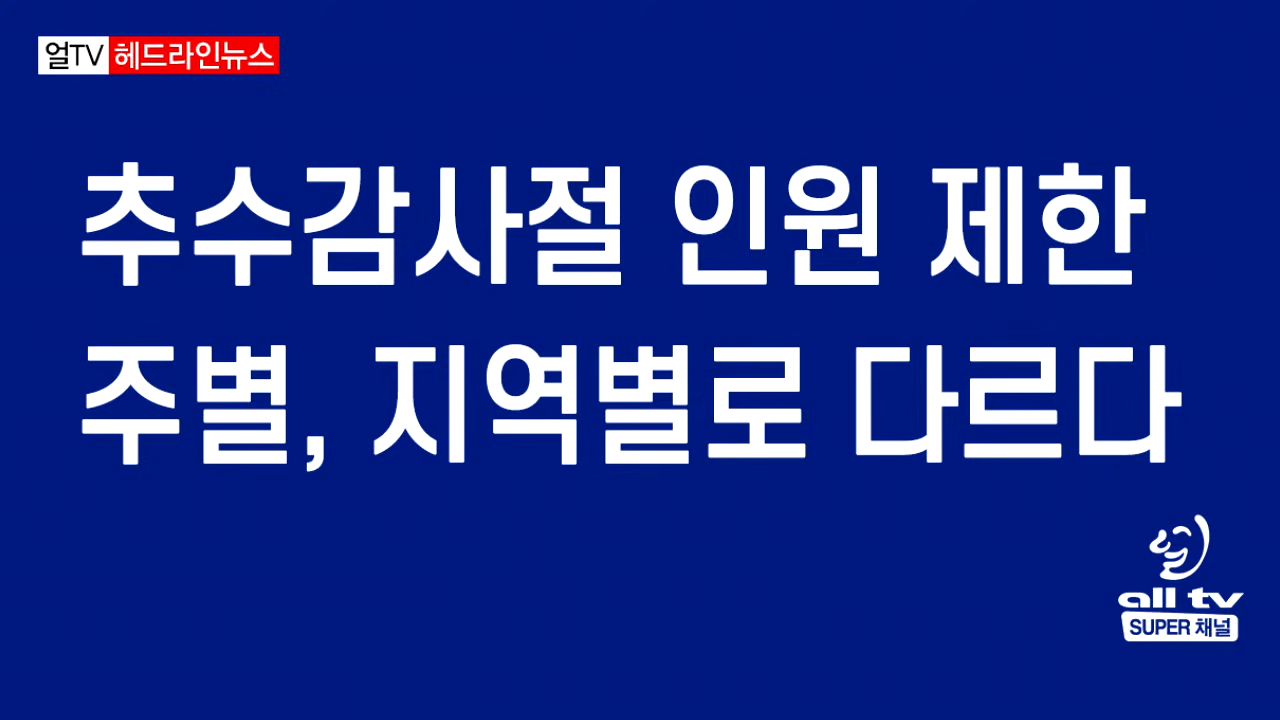 얼TV 헤드라인뉴스
추수감사절 인원 제한
주별, 지역별로 다르다
all tv
SUPER 채널